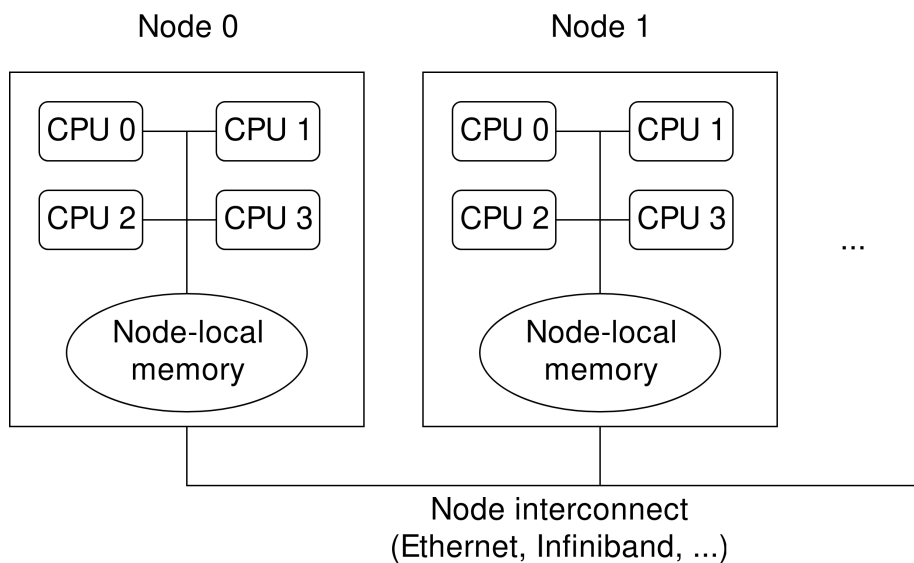 Node 0
Node 1
CPU 0
CPU 1
CPU 2
CPU 3
Node-local
memory
CPU 0
CPU 1
CPU 2
CPU 3
Node-local
memory
...
Node interconnect
(Ethernet, Infiniband, ...)